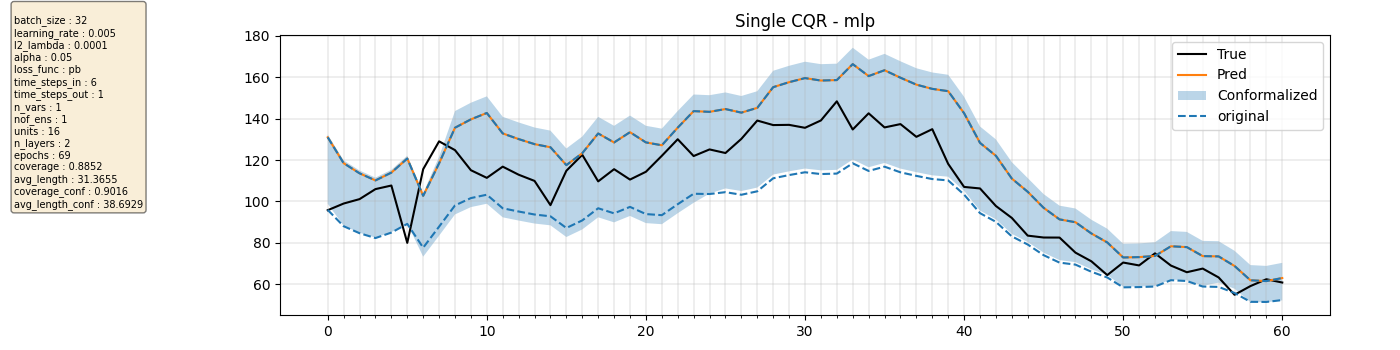 batch_size : 32
learning_rate : 0.005
l2_lambda : 0.0001
alpha : 0.05
loss_func : pb
time_steps_in : 6
time_steps_out : 1
n_vars : 1
nof_ens : 1
units : 16
n_layers : 2
epochs : 69
coverage : 0.8852
avg_length : 31.3655
coverage_conf : 0.9016
avg_length_conf : 38.6929
Single CQR - mlp
180
160
140
120
100
80
60
True
Pred
Conformalized
original
0 10 20 30 40 50 60